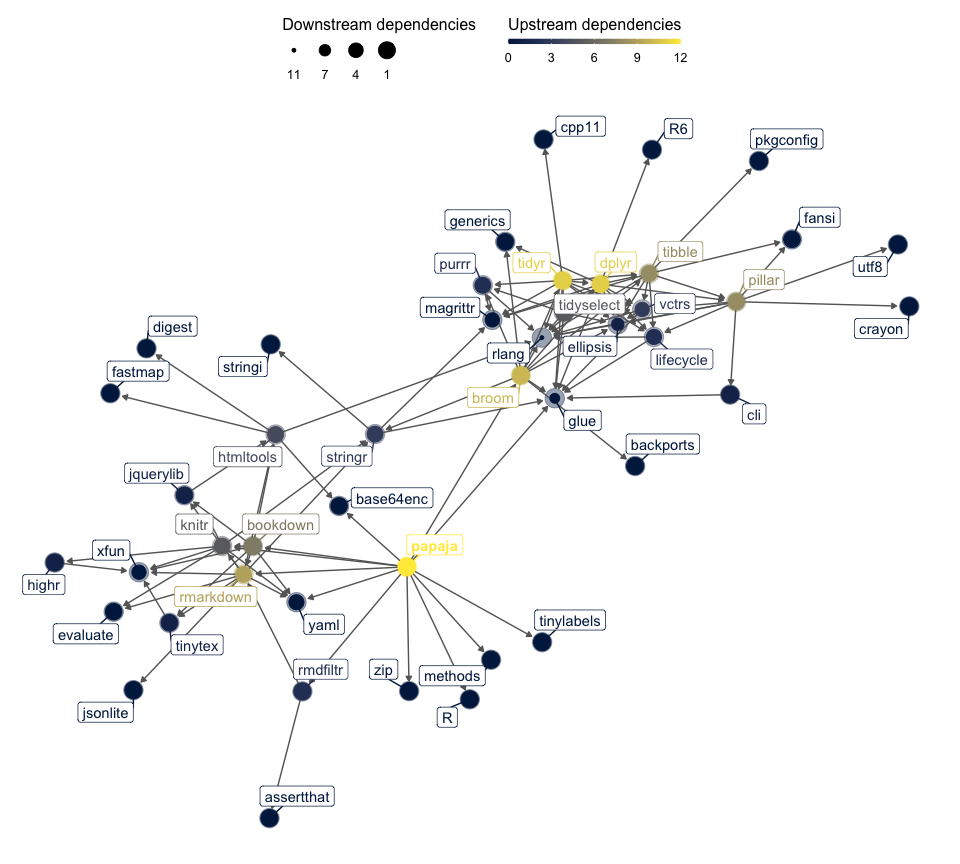 Downstream dependencies
11 7 4 1
Upstream dependencies
0 3 6 9 12
cpp11
R6
pkgconfig
generics
fansi
tidyr
dplyr
tibble
utf8
purrr
pillar
magrittr
tidyselect
vctrs
crayon
digest
rlang
ellipsis
lifecycle
stringi
fastmap
broom
cli
glue
htmltools
stringr
backports
jquerylib
base64enc
knitr
bookdown
papaja
xfun
highr
rmarkdown
evaluate
yaml
tinylabels
tinytex
rmdfiltr
zip
methods
jsonlite
R
assertthat